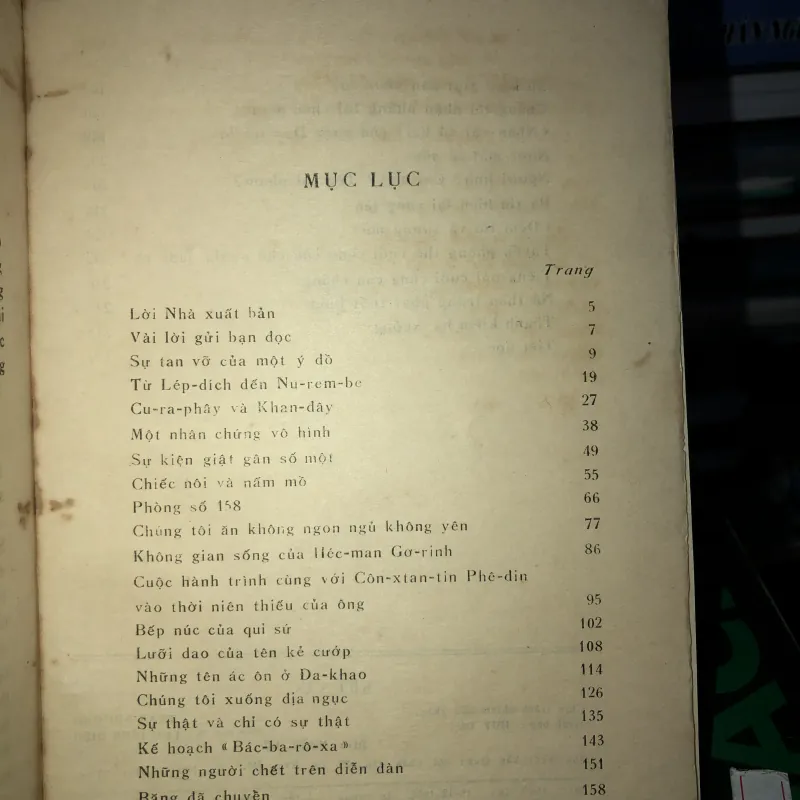 MỤC LỤC
Trang
Lời Nhà xuất bản 5
Vài lời gửi bạn đọc 7
Sự tan vỡ của một ý đồ 9
Từ Lép-dích đến Nu-rem-be 19
Cu-ra-phây và Khan-đây 27
Một nhân chứng vô hình 38
Sự kiện giật gân số một 49
Chiếc nôi và nấm mồ 55
Phòng số 158 66
Chúng tôi ăn không ngon ngủ không yên 77
Không gian sống của Héc-man Gơ-rinh 86
Cuộc hành trình cùng với Côn-xtan-tin Phê-đin
vào thời niên thiếu của ông 95
Bếp núc của quỉ sứ 102
Lưỡi dao của tên kẻ cướp 108
Những tên ác ôn ở Đa-khao 114
Chúng tôi xuống địa ngục 126
Sự thật và chỉ có sự thật 135
Kế hoạch « Bác-ba-rô-xa » 143
Những người chết trên diễn đàn 151
Băng đã chuyển 158